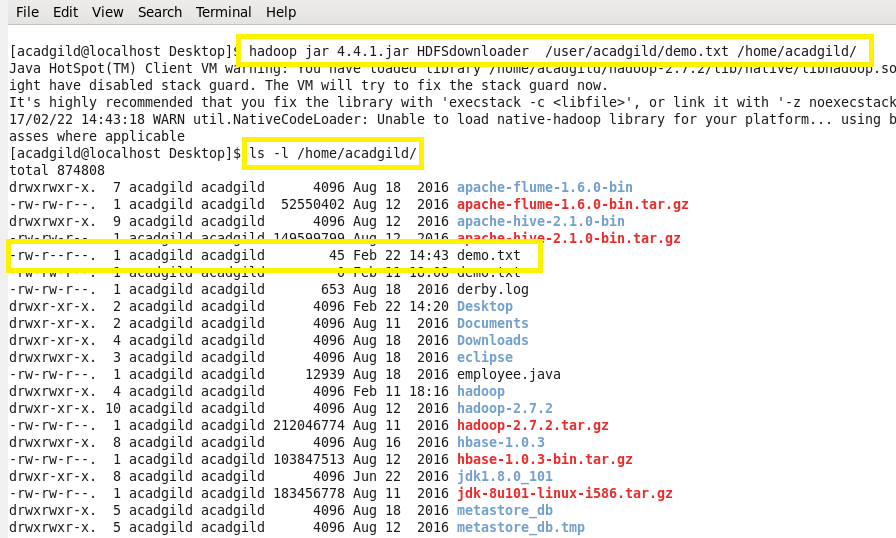 File Edit View Search Terminal Help
[acadgild@localhost Desktop]$ hadoop jar 4.4.1.jar HDFSdownloader  /user/acadgild/demo.txt /home/acadgild/
Java HotSpot(TM) Client VM warning: You have loaded library /home/acadgild/hadoop-2.7.2/lib/native/libhadoop.so
ight have disabled stack guard. The VM will try to fix the stack guard now.
It's highly recommended that you fix the library with 'execstack -c <libfile>', or link it with '-z noexecstack
17/02/22 14:43:18 WARN util.NativeCodeLoader: Unable to load native-hadoop library for your platform... using b
asses where applicable
[acadgild@localhost Desktop]$ ls -l /home/acadgild/
total 874808
drwxrwxr-x.  7 acadgild acadgild      4096 Aug 18  2016 apache-flume-1.6.0-bin
-rw-rw-r--.  1 acadgild acadgild  52550402 Aug 12  2016 apache-flume-1.6.0-bin.tar.gz
drwxrwxr-x.  9 acadgild acadgild      4096 Aug 12  2016 apache-hive-2.1.0-bin
-rw-rw-r--.  1 acadgild acadgild 149599799 Aug 12  2016 apache-hive-2.1.0-bin.tar.gz
-rw-r--r--.  1 acadgild acadgild        45 Feb 22 14:43 demo.txt
-rw-rw-r--.  1 acadgild acadgild         0 Feb 11 18:08 demo.txt
-rw-rw-r--.  1 acadgild acadgild       653 Aug 18  2016 derby.log
drwxr-xr-x.  2 acadgild acadgild      4096 Feb 22 14:20 Desktop
drwxr-xr-x.  2 acadgild acadgild      4096 Aug 11  2016 Documents
drwxr-xr-x.  4 acadgild acadgild      4096 Aug 18  2016 Downloads
drwxrwxr-x.  3 acadgild acadgild      4096 Aug 18  2016 eclipse
-rw-rw-r--.  1 acadgild acadgild     12939 Aug 18  2016 employee.java
drwxrwxr-x.  4 acadgild acadgild      4096 Feb 11 18:16 hadoop
drwxr-xr-x. 10 acadgild acadgild      4096 Aug 12  2016 hadoop-2.7.2
-rw-rw-r--.  1 acadgild acadgild 212046774 Aug 11  2016 hadoop-2.7.2.tar.gz
drwxrwxr-x.  8 acadgild acadgild      4096 Aug 16  2016 hbase-1.0.3
-rw-rw-r--.  1 acadgild acadgild 103847513 Aug 12  2016 hbase-1.0.3-bin.tar.gz
drwxr-xr-x.  8 acadgild acadgild      4096 Jun 22  2016 jdk1.8.0_101
-rw-rw-r--.  1 acadgild acadgild 183456778 Aug 11  2016 jdk-8u101-linux-i586.tar.gz
drwxrwxr-x.  5 acadgild acadgild      4096 Aug 18  2016 metastore_db
drwxrwxr-x.  5 acadgild acadgild      4096 Aug 12  2016 metastore_db.tmp